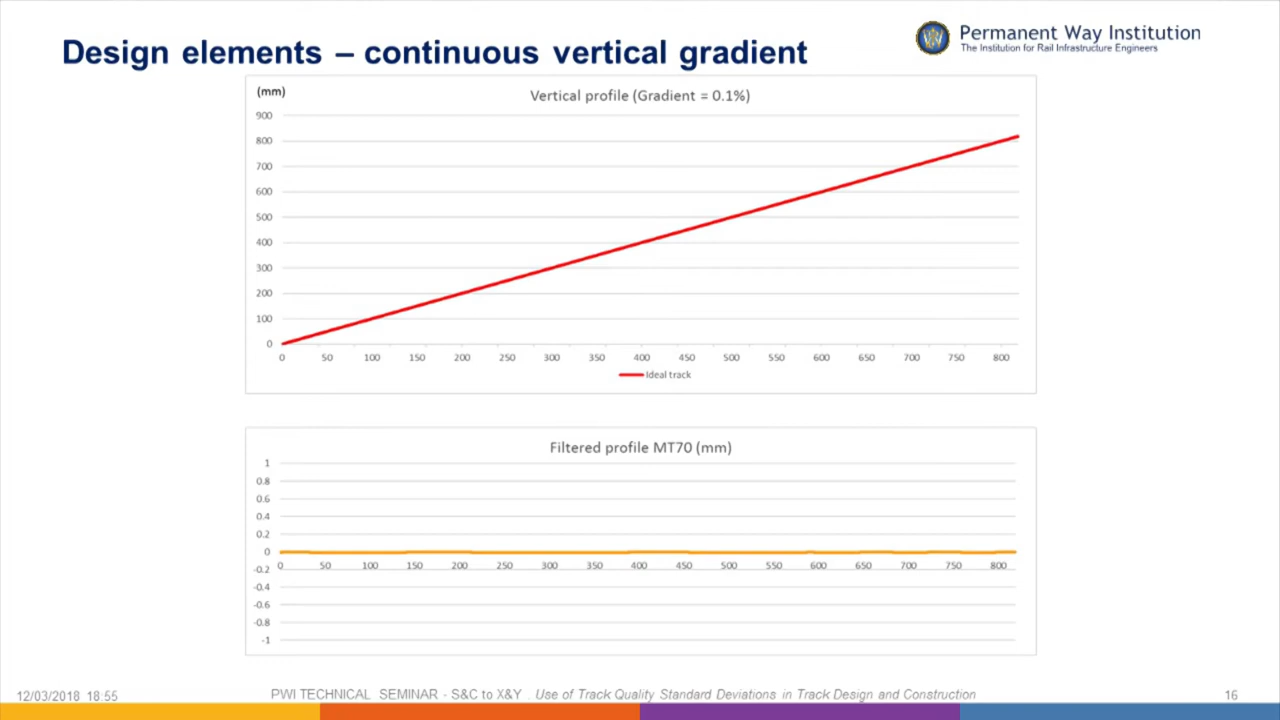 Design elements – continuous vertical gradient
Permanent Way Institution
The Institution for Rail Infrastructure Engineers
(mm)
Vertical profile (Gradient = 0.1%)
900
800
700
600
500
400
300
200
100
0
0 50 100 150 200 250 300 350 400 450 500 550 600 650 700 750 800
Ideal track
Filtered profile MT70 (mm)
1
0.8
0.6
0.4
0.2
0
0 50 100 150 200 250 300 350 400 450 500 550 600 650 700 750 800
-0.2
-0.4
-0.6
-0.8
-1
12/03/2018 18.55
PWI TECHNICAL SEMINAR - S&C to X&Y . Use of Track Quality Standard Deviations in Track Design and Construction
16